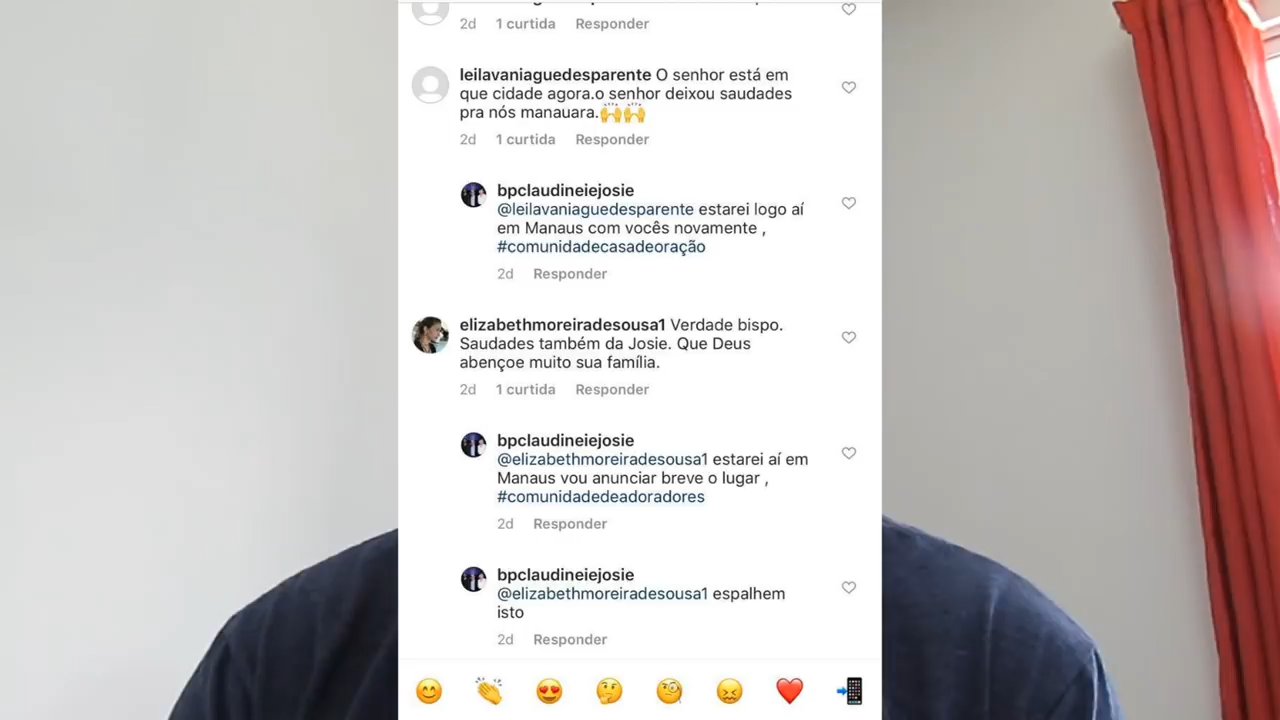 2d 1 curtida Responder
leilavaniaguedesparente O senhor está em
que cidade agora.o senhor deixou saudades
pra nós manauara.🙌🙌
2d 1 curtida Responder
bpclaudineiejosie
@leilavaniaguedesparente estarei logo aí
em Manaus com vocês novamente ,
#comunidadecasadeoração
2d Responder
elizabethmoreiradesousa1 Verdade bispo.
Saudades também da Josie. Que Deus
abençoe muito sua família.
2d 1 curtida Responder
bpclaudineiejosie
@elizabethmoreiradesousa1 estarei aí em
Manaus vou anunciar breve o lugar ,
#comunidadedeadoradores
2d Responder
bpclaudineiejosie
@elizabethmoreiradesousa1 espalhem
isto
2d Responder